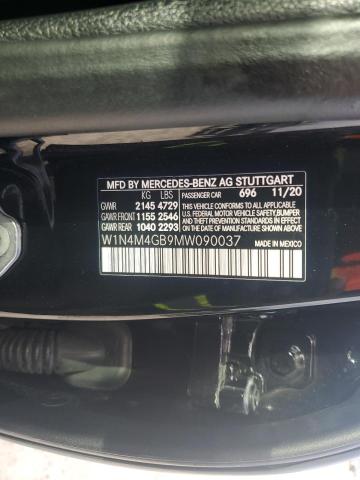 MFD BY MERCEDES-BENZ AG STUTTGART
KG LBS PASSENGER CAR 696 11/20
GVWR 2145 4729
GAWR FRONT 1155 2546
GAWR REAR 1040 2293
THIS VEHICLE CONFORMS TO ALL
APPLICABLE U.S. FEDERAL SAFETY, BUMPER
AND THEFT PREVENTION STANDARDS
IN EFFECT ON THE DATE OF
MANUFACTURE SHOWN ABOVE.
W1N4M4GB9MW090037
MADE IN MEXICO